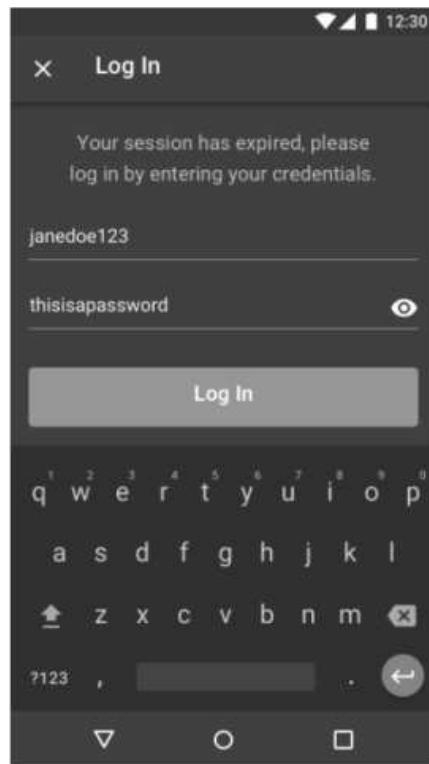 12:30
Log In
Your session has expired, please
log in by entering your credentials.
janedoe123
thisisapassword
Log In
1 2 3 4 5 6 7 8 9 0
q w e r t y u i o p
a s d f g h j k l
z x c v b n m
?123 , .